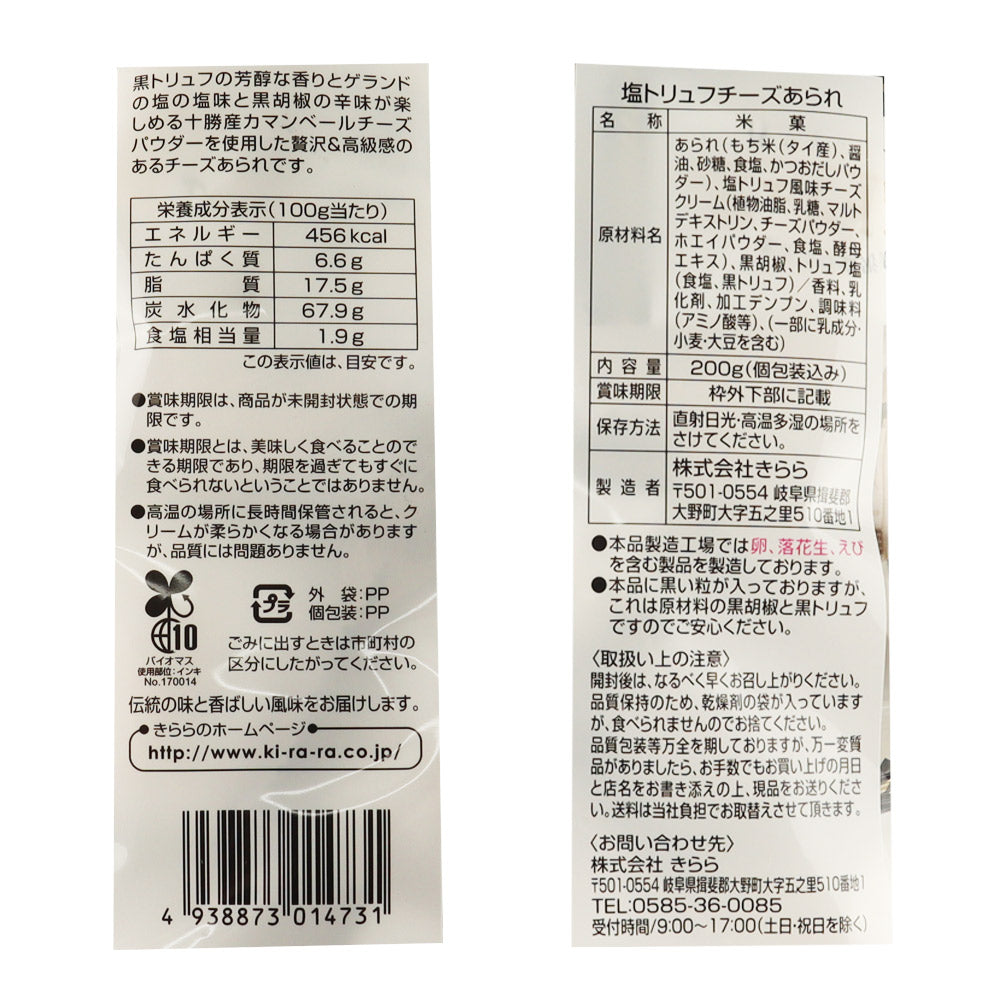 黒トリュフの芳醇な香りとゲランド
の塩の塩味と黒胡椒の辛味が楽
しめる十勝産カマンベールチーズ
パウダーを使用した贅沢&高級感の
あるチーズあられです。
栄養成分表示(100g当たり)
エネルギー 456kcal
たんぱく質 6.6g
脂質 17.5g
炭水化物 67.9g
食塩相当量 1.9g
この表示値は、目安です。
●賞味期限は、商品が未開封状態での期
限です。
●賞味期限とは、美味しく食べることので
きる期限であり、期限を過ぎてもすぐに
食べられないということではありません。
●高温の場所に長時間保管されると、ク
リームが柔らかくなる場合があります
が、品質には問題ありません。
10
バイオマス
使用部位:インキ
No.170014
プラ
外袋:PP
個包装:PP
ごみに出すときは市町村の
区分にしたがってください。
伝統の味と香ばしい風味をお届けします。
●きららのホームページ●
http://www.ki-ra-ra.co.jp/
4 938873 014731
塩トリュフチーズあられ
名称 米菓
原材料名
あられ(もち米(タイ産)、醤
油、砂糖、食塩、かつおだしパウ
ダー)、塩トリュフ風味チーズ
クリーム(植物油脂、乳糖、マルト
デキストリン、チーズパウダー、
ホエイパウダー、食塩、酵母
エキス)、黒胡椒、トリュフ塩
(食塩、黒トリュフ)/香料、乳
化剤、加工デンプン、調味料
(アミノ酸等)、(一部に乳成分・
小麦・大豆を含む)
内容量 200g(個包装込み)
賞味期限 枠外下部に記載
保存方法 直射日光・高温多湿の場所を
さけてください。
製造者 株式会社きらら
〒501-0554 岐阜県揖斐郡
大野町大字五之里510番地1
●本品製造工場では卵、落花生、えび
を含む製品を製造しております。
●本品に黒い粒が入っておりますが、
これは原材料の黒胡椒と黒トリュフ
ですのでご安心ください。
〈取扱い上の注意〉
開封後は、なるべく早くお召し上がりください。
品質保持のため、乾燥剤の袋が入っています
が、食べられませんのでお捨てください。
品質包装等万全を期しておりますが、万一変質
品がありましたら、お手数でもお買い上げの月日
と店名をお書き添えの上、現品をお送りくださ
い。送料は当社負担でお取替えさせて頂きます。
〈お問い合わせ先〉
株式会社 きらら
〒501-0554 岐阜県揖斐郡大野町大字五之里510番地1
TEL:0585-36-0085
受付時間/9:00〜17:00(土日・祝日を除く)